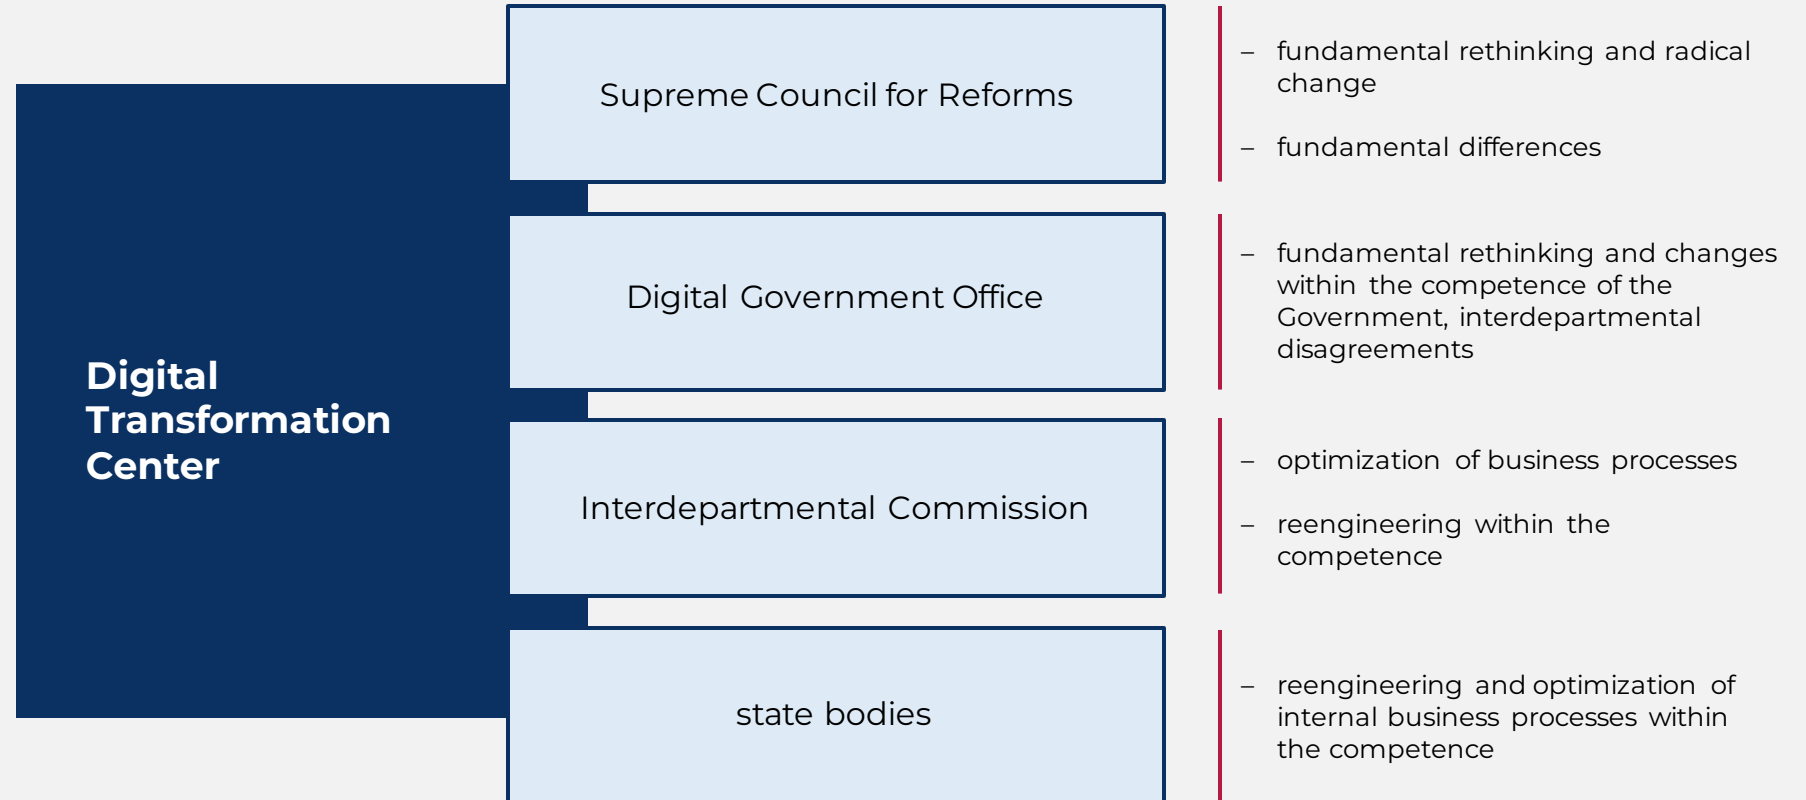 Digital
Transformation
Center
Supreme Council for Reforms
– fundamental rethinking and radical
change
– fundamental differences
Digital Government Office
– fundamental rethinking and changes
within the competence of the
Government, interdepartmental
disagreements
Interdepartmental Commission
– optimization of business processes
– reengineering within the
competence
state bodies
– reengineering and optimization of
internal business processes within
the competence